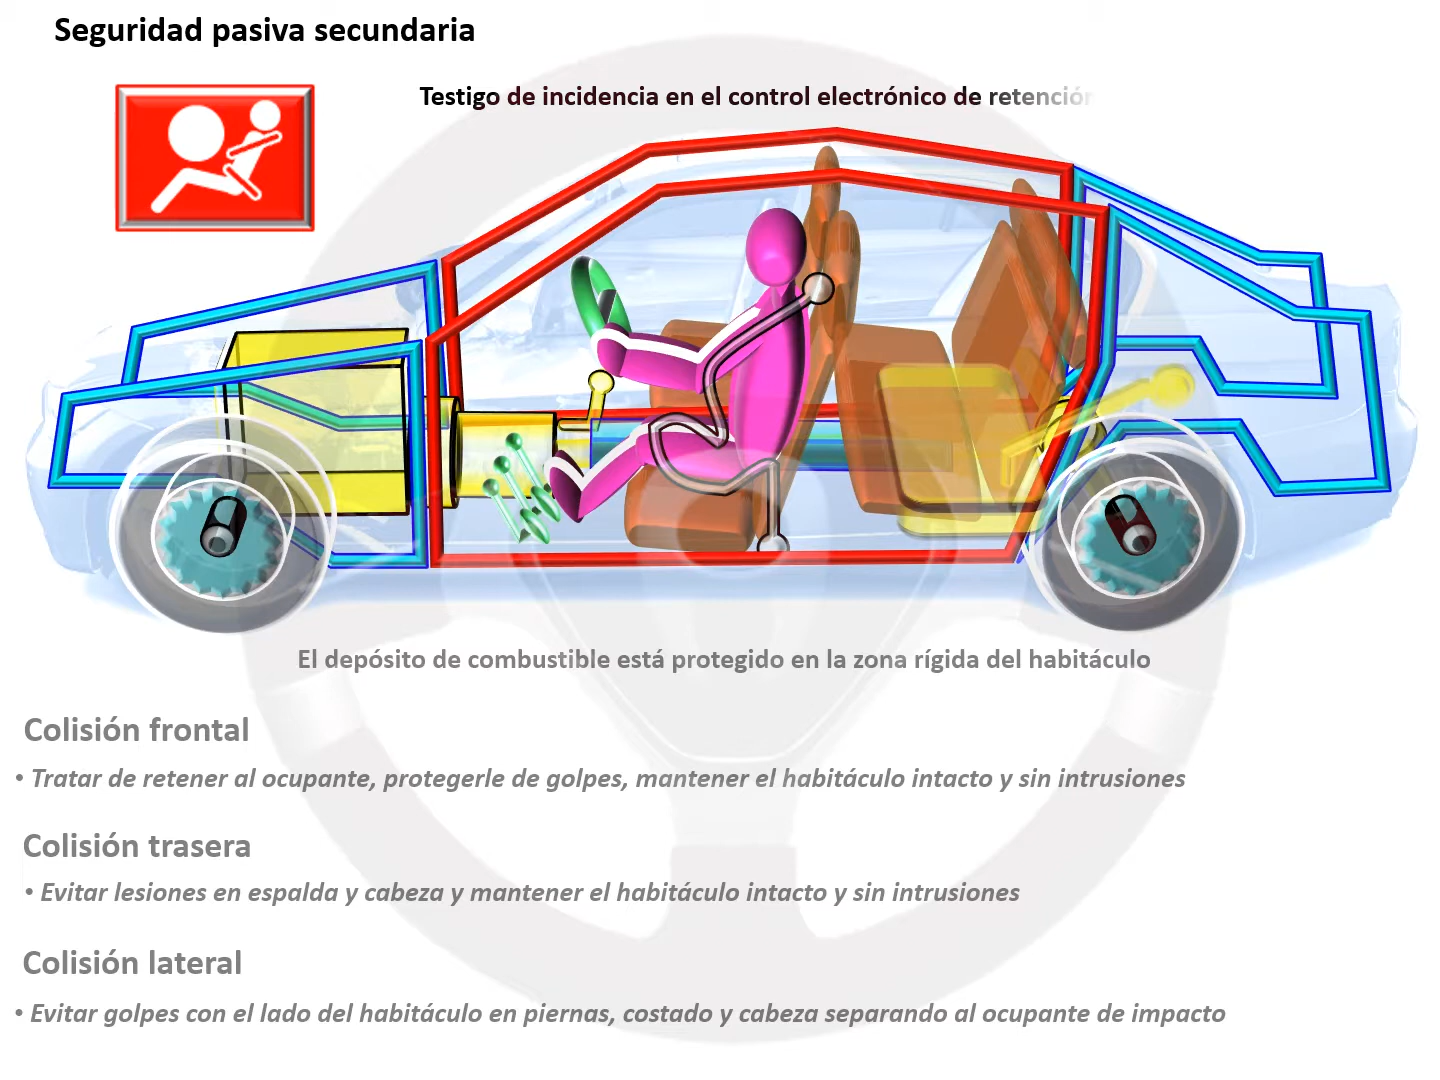 Seguridad pasiva secundaria
Testigo de incidencia en el control electrónico de retención
El depósito de combustible está protegido en la zona rígida del habitáculo
Colisión frontal
• Tratar de retener al ocupante, protegerle de golpes, mantener el habitáculo intacto y sin intrusiones
Colisión trasera
• Evitar lesiones en espalda y cabeza y mantener el habitáculo intacto y sin intrusiones
Colisión lateral
• Evitar golpes con el lado del habitáculo en piernas, costado y cabeza separando al ocupante de impacto